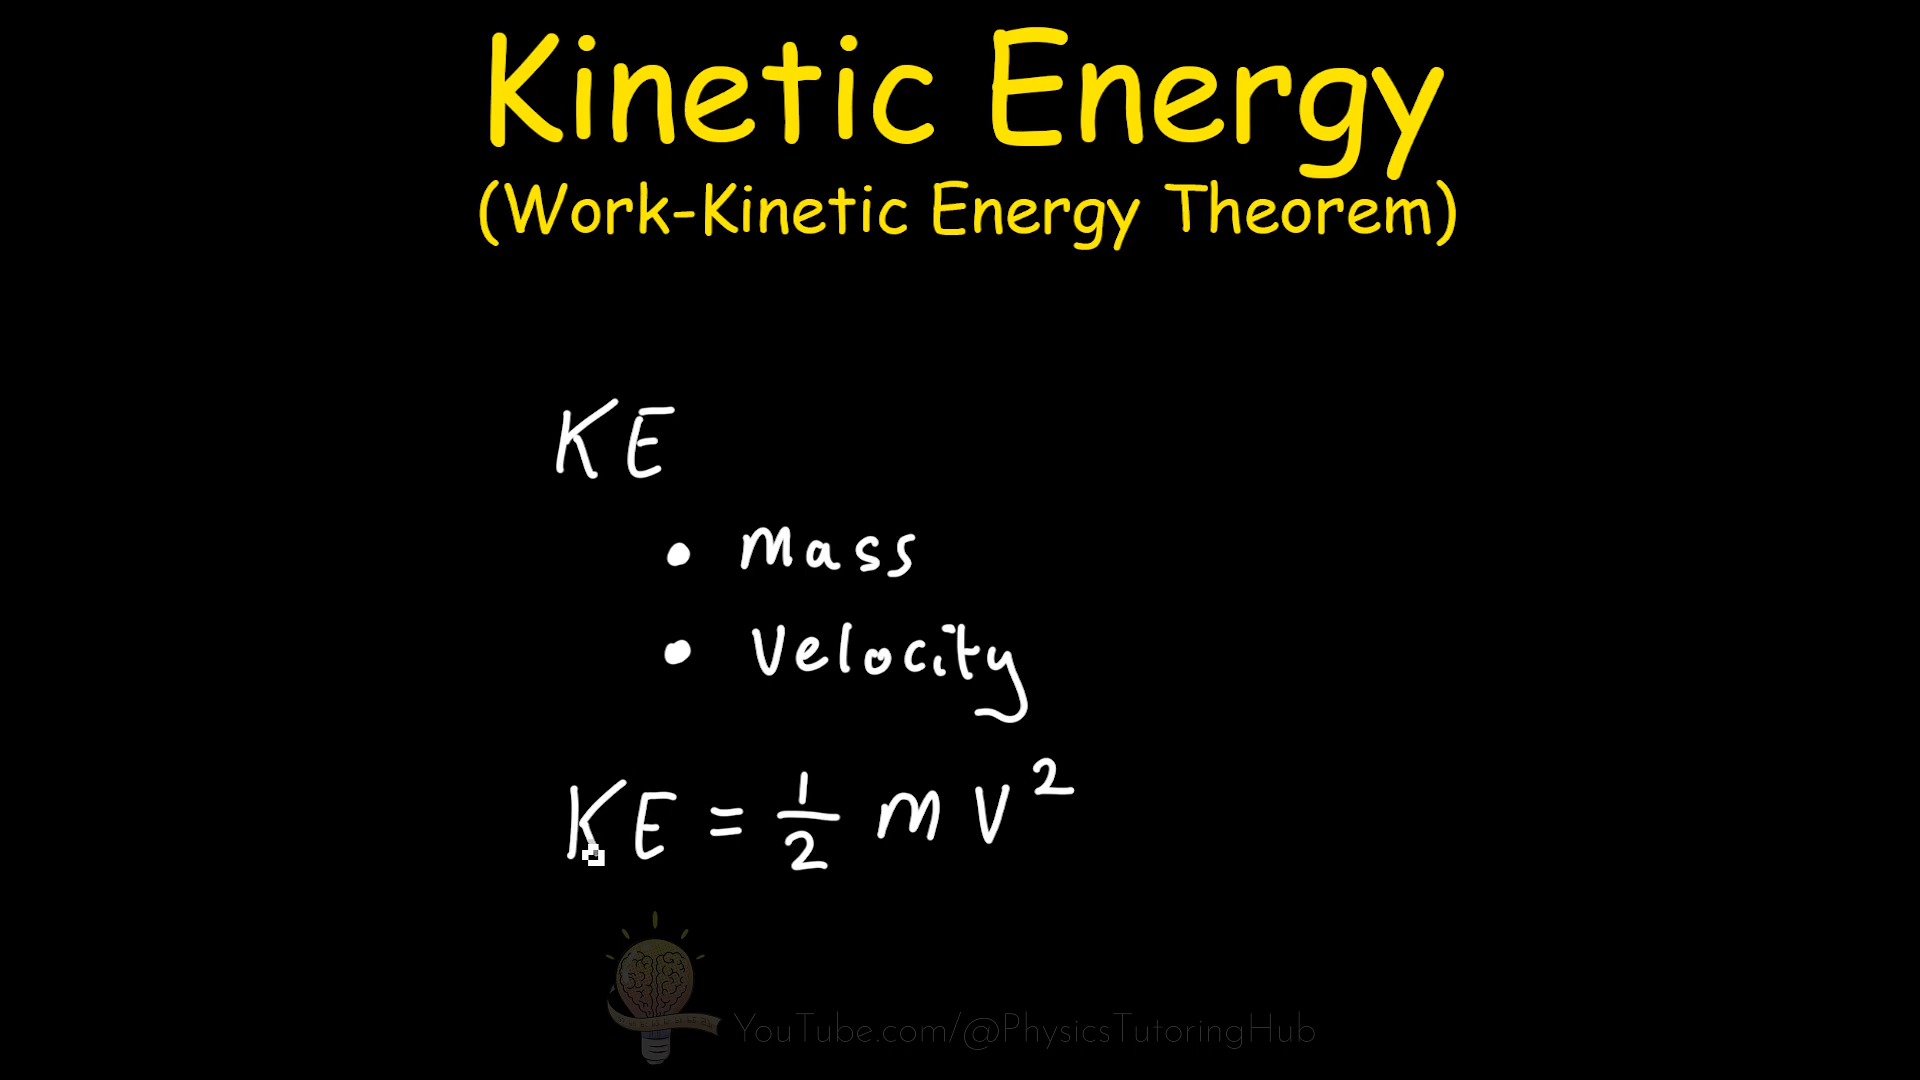 Kinetic Energy
(Work-Kinetic Energy Theorem)
KE
• Mass
• Velocity
KE = 1/2 m v²
YouTube.com/@PhysicsTutoringHub